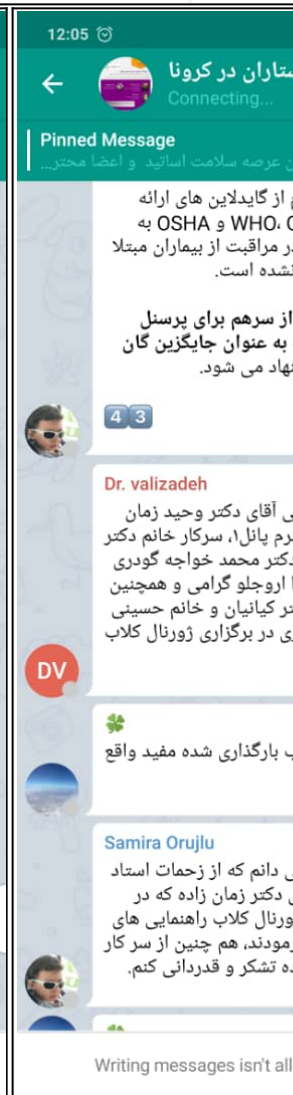 12:05
ستاران در کرونا
Connecting...
Pinned Message
ن عرصه سلامت اساتید و اعضا محتر...
م از گایدلاین های ارائه
WHO، C و OSHA به
در مراقبت از بیماران مبتلا
نشده است.
از سرهم برای پرسنل
به عنوان جایگزین گان
نهاد می شود.
4 3
Dr. valizadeh
ی آقای دکتر وحید زمان
رم پانل۱، سرکار خانم دکتر
دکتر محمد خواجه گودری
ا اروجلو گرامی و همچنین
تر کیانیان و خانم حسینی
ی در برگزاری ژورنال کلاب
DV
ب بارگذاری شده مفید واقع
Samira Orujlu
ی دانم که از زحمات استاد
ی دکتر زمان زاده که در
ورنال کلاب راهنمایی های
رمودند، هم چنین از سر کار
ده تشکر و قدردانی کنم.
Writing messages isn't all